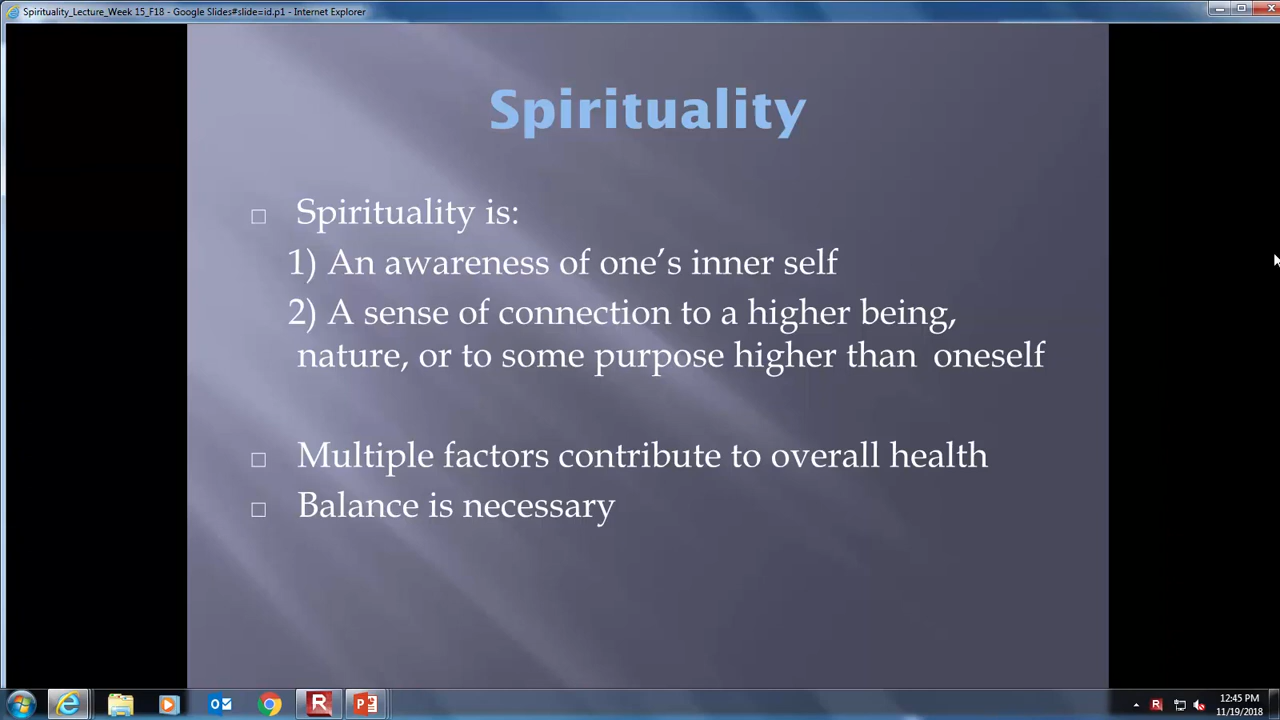 Spirituality_Lecture_Week 15_F18 - Google Slides#slide=id.p1 - Internet Explorer
Spirituality
Spirituality is:
1) An awareness of one’s inner self
2) A sense of connection to a higher being,
nature, or to some purpose higher than oneself
Multiple factors contribute to overall health
Balance is necessary
12:45 PM
11/19/2018